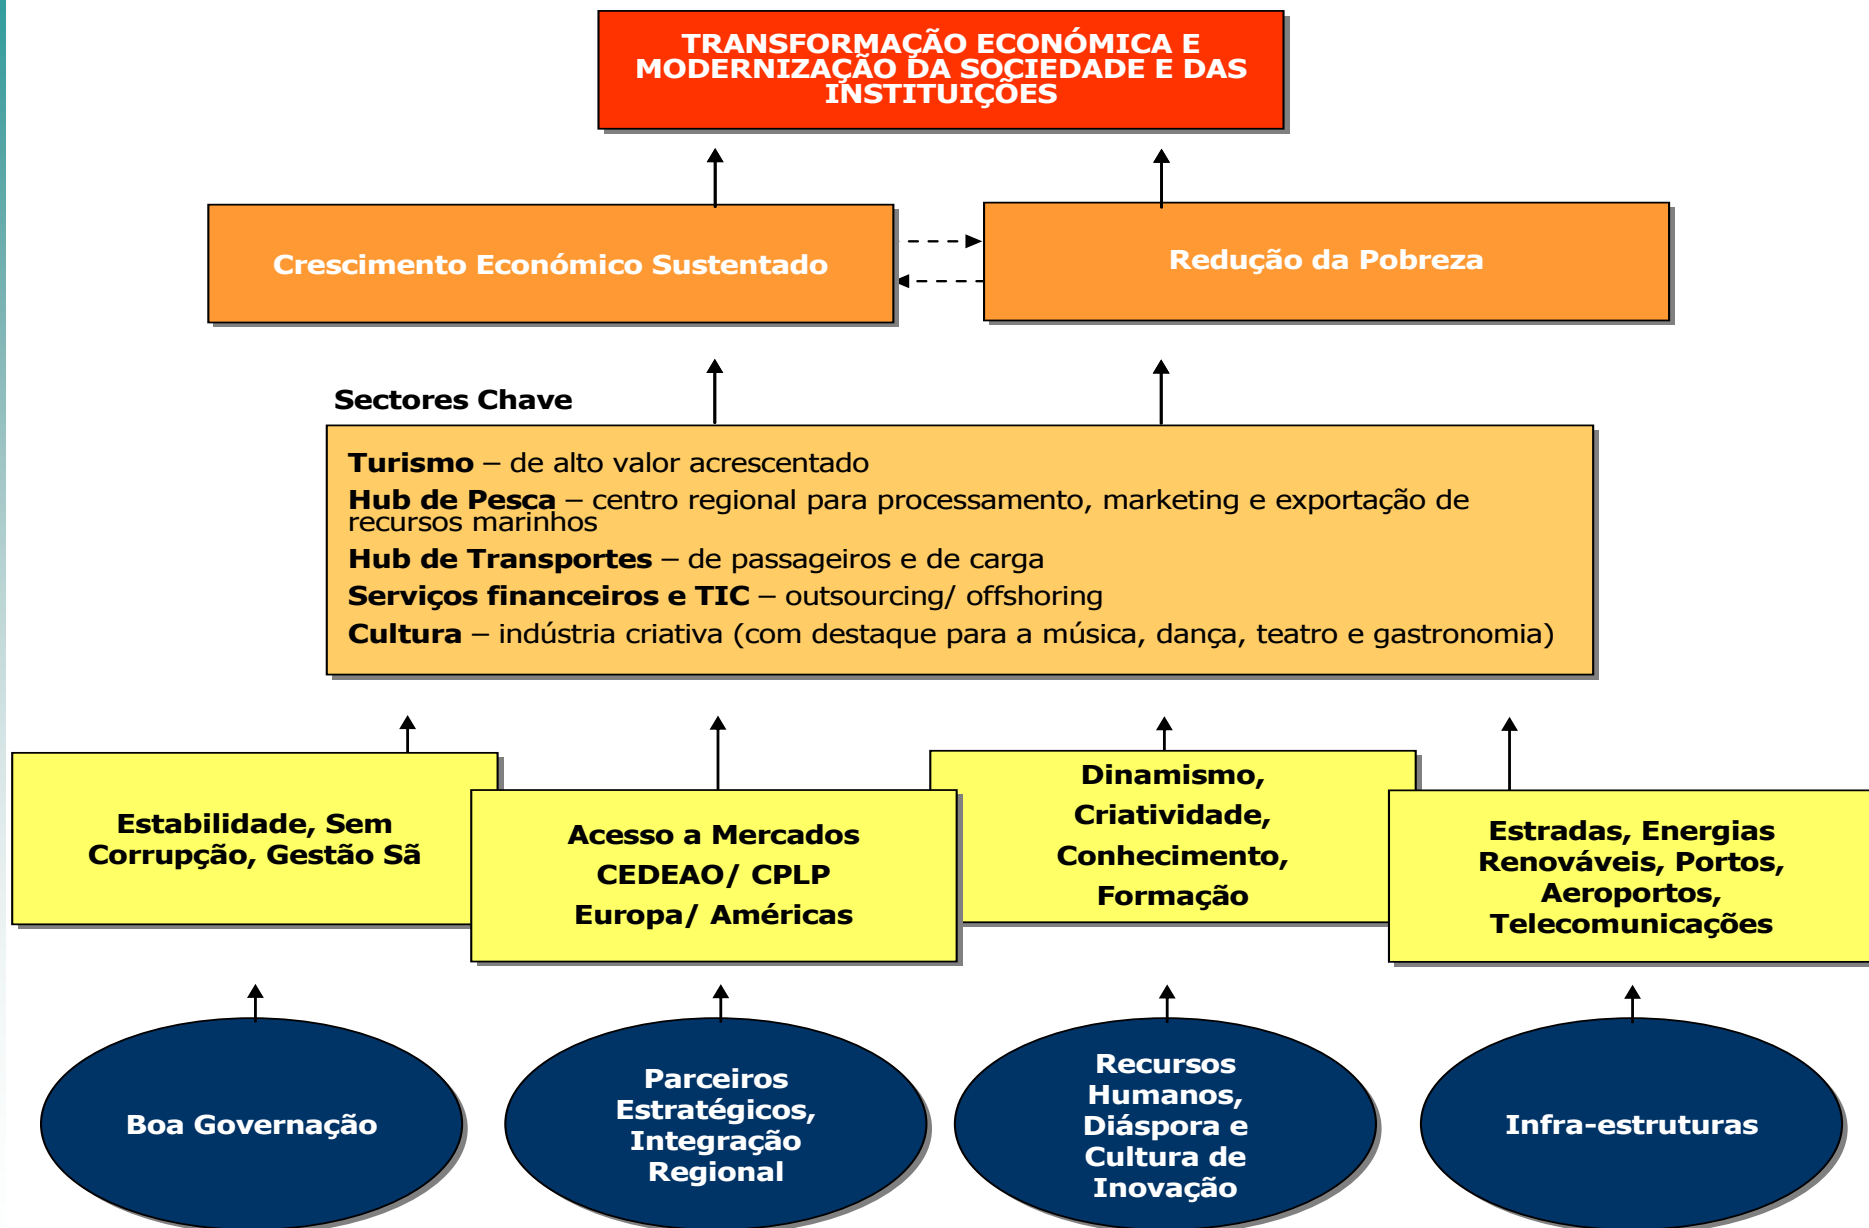 TRANSFORMAÇÃO ECONÓMICA E
MODERNIZAÇÃO DA SOCIEDADE E DAS
INSTITUIÇÕES
Crescimento Económico Sustentado
Redução da Pobreza
Sectores Chave
Turismo – de alto valor acrescentado
Hub de Pesca – centro regional para processamento, marketing e exportação de
recursos marinhos
Hub de Transportes – de passageiros e de carga
Serviços financeiros e TIC – outsourcing/ offshoring
Cultura – indústria criativa (com destaque para a música, dança, teatro e gastronomia)
Estabilidade, Sem
Corrupção, Gestão Sã
Acesso a Mercados
CEDEAO/ CPLP
Europa/ Américas
Dinamismo,
Criatividade,
Conhecimento,
Formação
Estradas, Energias
Renováveis, Portos,
Aeroportos,
Telecomunicações
Boa Governação
Parceiros
Estratégicos,
Integração
Regional
Recursos
Humanos,
Diáspora e
Cultura de
Inovação
Infra-estruturas